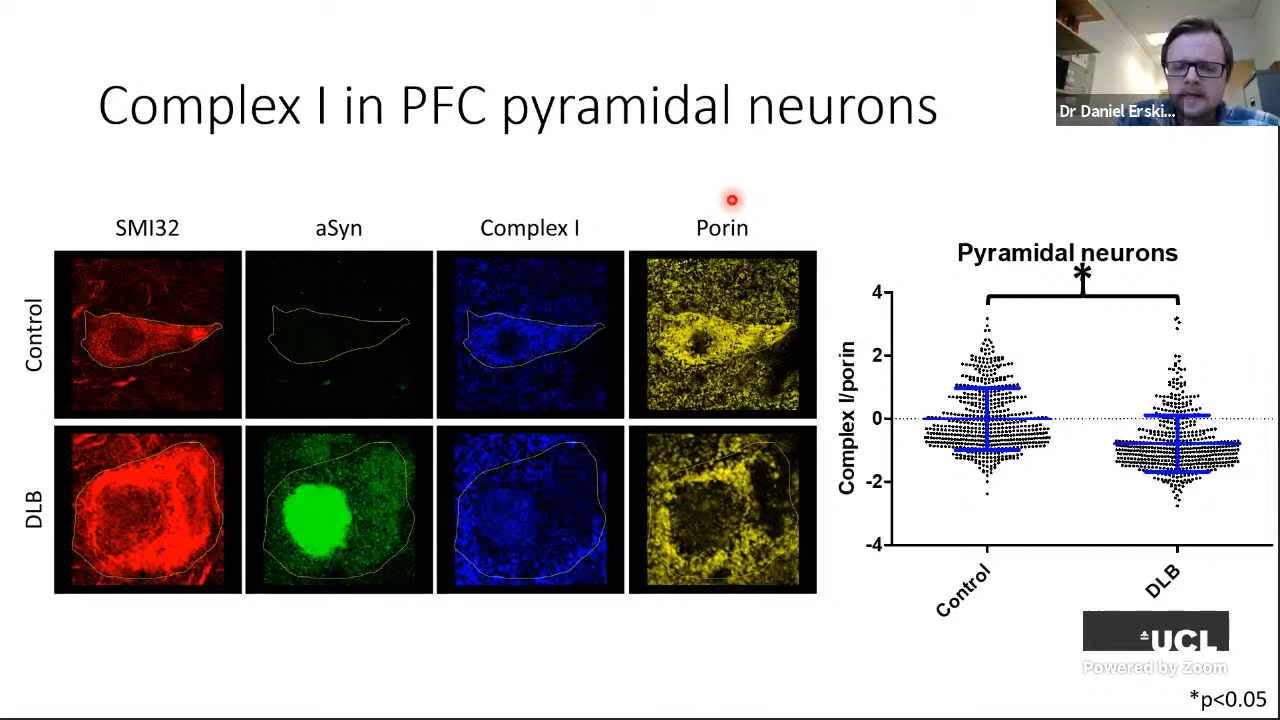 Complex I in PFC pyramidal neurons
Dr Daniel Erski...
SMI32
aSyn
Complex I
Porin
Control
DLB
Pyramidal neurons
*
Complex I/porin
4
2
0
-2
-4
Control
DLB
UCL
Powered by Zoom
*p<0.05